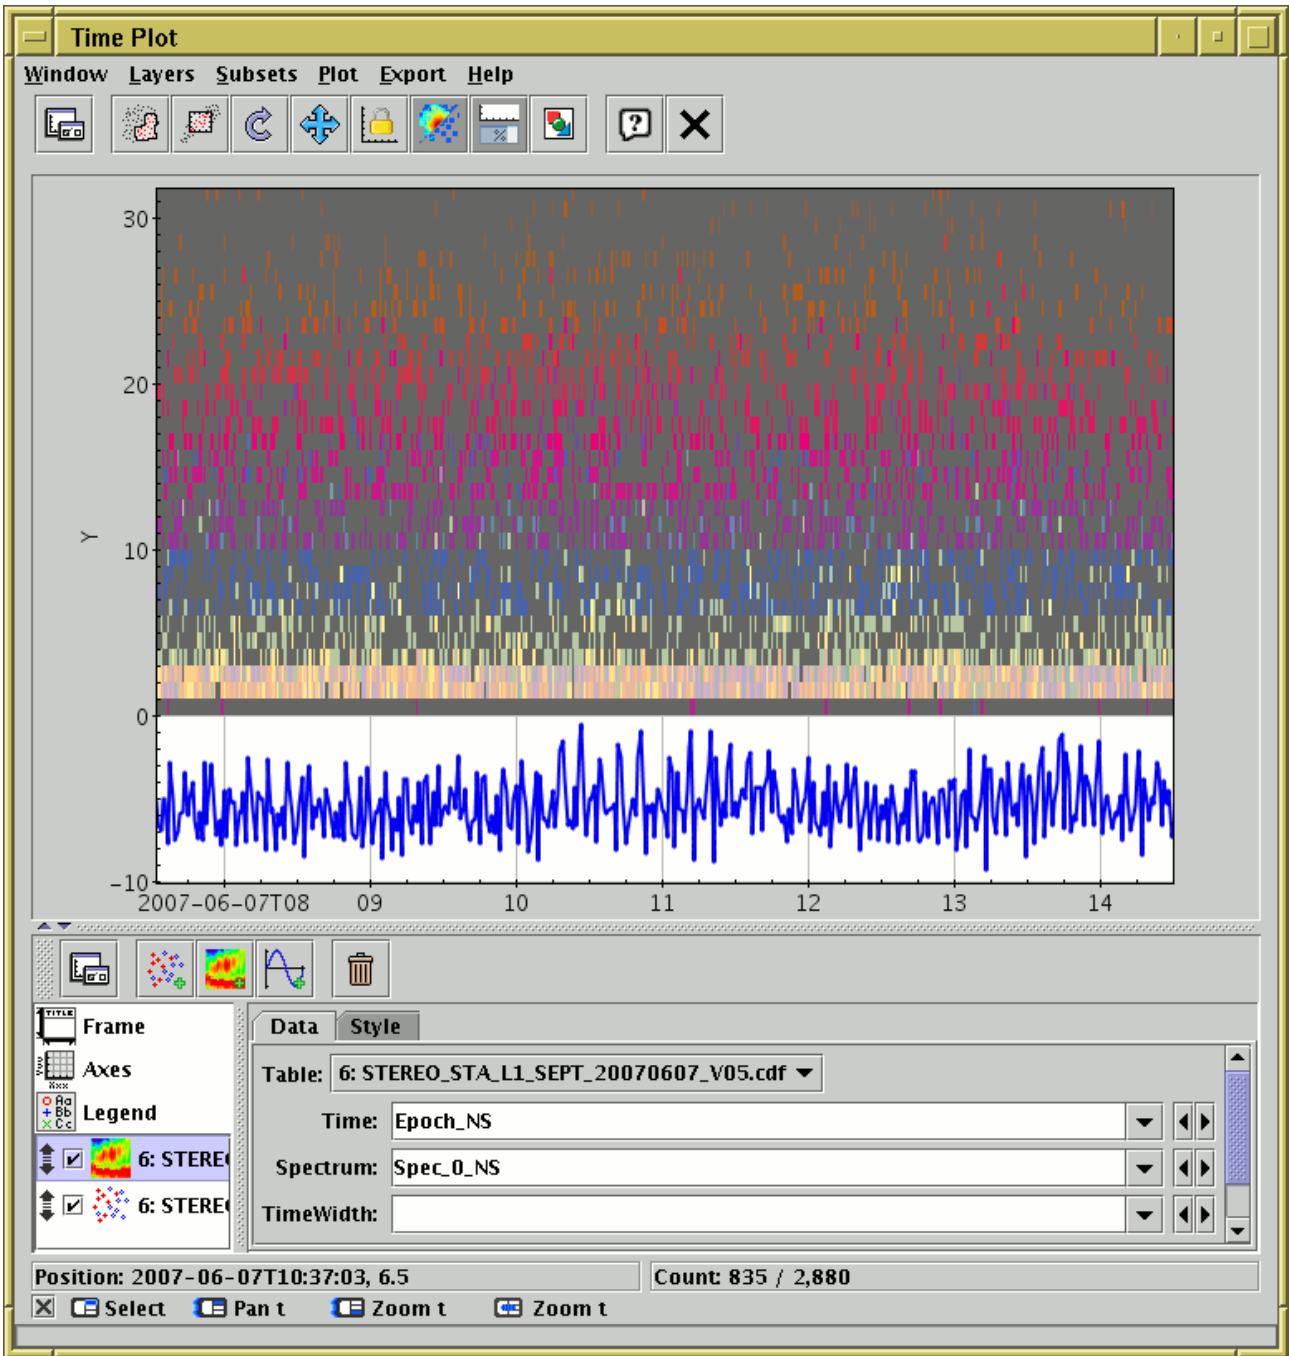 Time Plot
Window Layers Subsets Plot Export Help
30
20
Y
10
0
-10
2007-06-07T08 09 10 11 12 13 14
Frame
Axes
Legend
6: STERE
6: STERE
Data Style
Table: 6: STEREO_STA_L1_SEPT_20070607_V05.cdf
Time: Epoch_NS
Spectrum: Spec_0_NS
TimeWidth:
Position: 2007-06-07T10:37:03, 6.5 Count: 835 / 2,880
Select Pan t Zoom t Zoom t